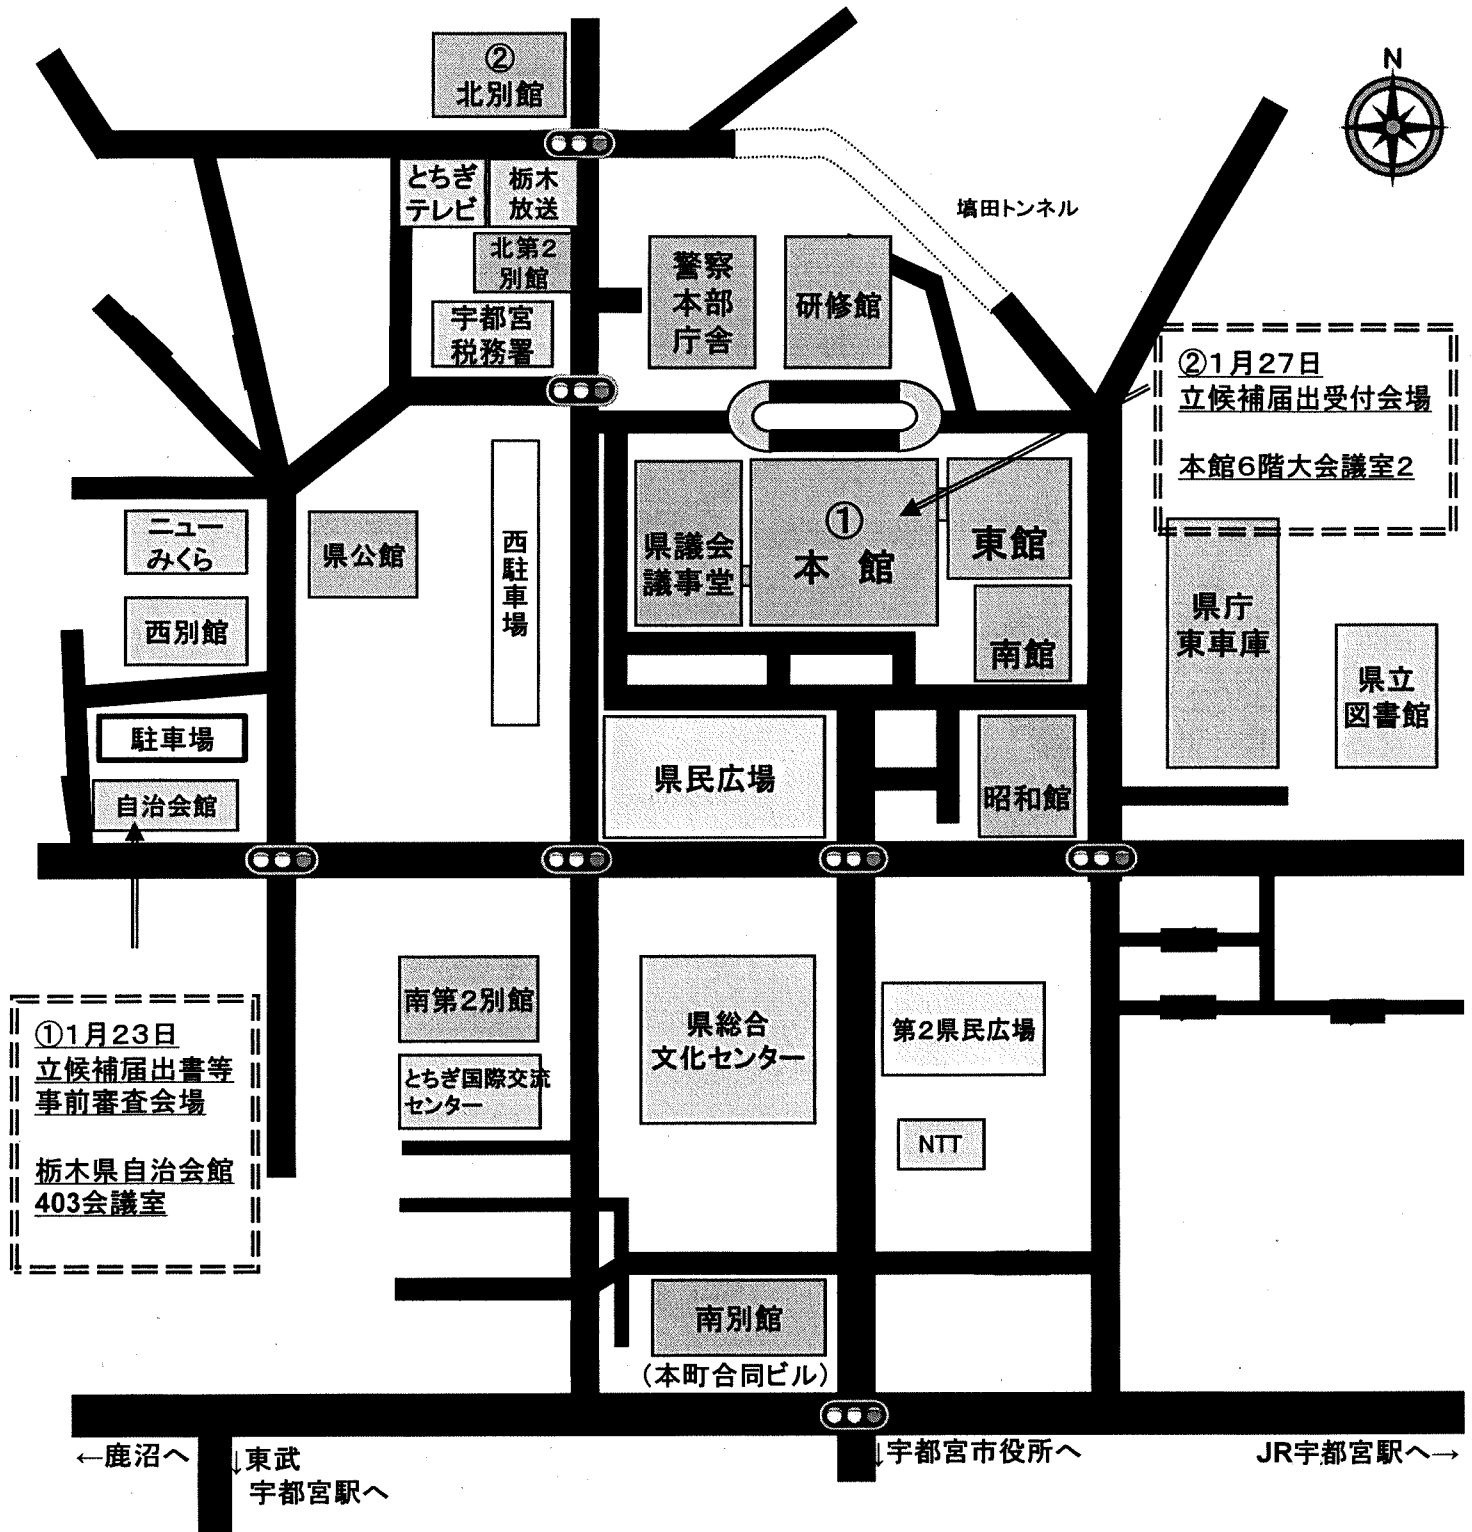 ②
北別館
N
とちぎ
テレビ
栃木
放送
塙田トンネル
北第2
別館
警察
本部
庁舎
研修館
宇都宮
税務署
②1月27日
立候補届出受付会場
本館6階大会議室2
ニュー
みくら
県公館
西駐車場
県議会
議事堂
①
本 館
東館
西別館
南館
県庁
東車庫
県立
図書館
駐車場
県民広場
昭和館
自治会館
南第2別館
県総合
文化センター
第2県民広場
①1月23日
立候補届出書等
事前審査会場
栃木県自治会館
403会議室
とちぎ国際交流
センター
NTT
南別館
(本町合同ビル)
←鹿沼へ
↓東武
宇都宮駅へ
↓宇都宮市役所へ
JR宇都宮駅へ→